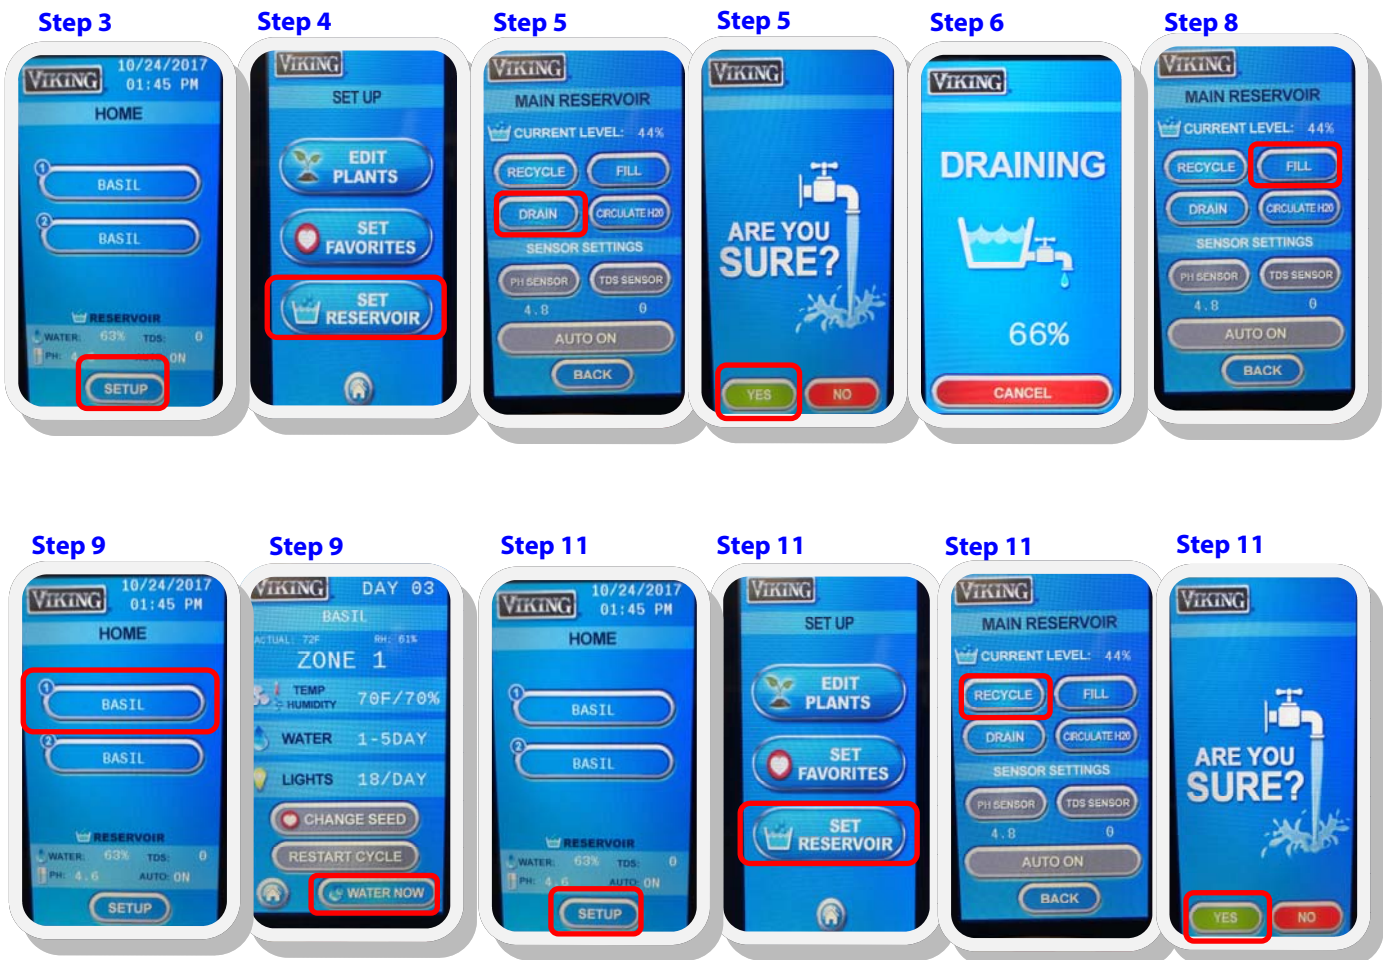 Step 3
VIKING
10/24/2017
01:45 PM
HOME
1
BASIL
2
BASIL
RESERVOIR
WATER: 63% TDS: 0
PH: 4.6 AUTO: ON
SETUP
Step 4
VIKING
SET UP
EDIT
PLANTS
SET
FAVORITES
SET
RESERVOIR
Step 5
VIKING
MAIN RESERVOIR
CURRENT LEVEL: 44%
RECYCLE FILL
DRAIN CIRCULATE H20
SENSOR SETTINGS
PH SENSOR TDS SENSOR
4.8 0
AUTO ON
BACK
Step 5
VIKING
ARE YOU
SURE?
YES NO
Step 6
VIKING
DRAINING
66%
CANCEL
Step 8
VIKING
MAIN RESERVOIR
CURRENT LEVEL: 44%
RECYCLE FILL
DRAIN CIRCULATE H20
SENSOR SETTINGS
PH SENSOR TDS SENSOR
4.8 0
AUTO ON
BACK
Step 9
VIKING
10/24/2017
01:45 PM
HOME
1
BASIL
2
BASIL
RESERVOIR
WATER: 63% TDS: 0
PH: 4.6 AUTO: ON
SETUP
Step 9
VIKING DAY 03
BASIL
ACTUAL: 72F RH: 61%
ZONE 1
TEMP
HUMIDITY 70F/70%
WATER 1-5DAY
LIGHTS 18/DAY
CHANGE SEED
RESTART CYCLE
WATER NOW
Step 11
VIKING
10/24/2017
01:45 PM
HOME
1
BASIL
2
BASIL
RESERVOIR
WATER: 63% TDS: 0
PH: 4.6 AUTO: ON
SETUP
Step 11
VIKING
SET UP
EDIT
PLANTS
SET
FAVORITES
SET
RESERVOIR
Step 11
VIKING
MAIN RESERVOIR
CURRENT LEVEL: 44%
RECYCLE FILL
DRAIN CIRCULATE H20
SENSOR SETTINGS
PH SENSOR TDS SENSOR
4.8 0
AUTO ON
BACK
Step 11
VIKING
ARE YOU
SURE?
YES NO